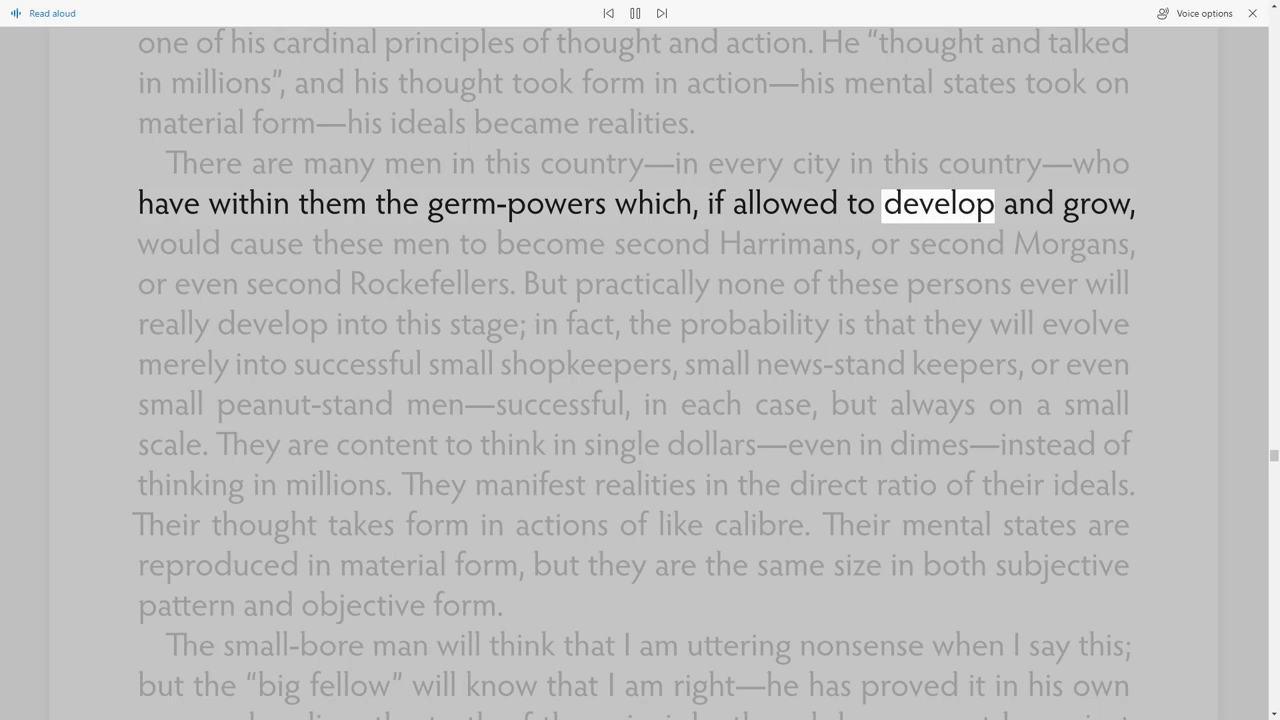 Read aloud
Voice options
one of his cardinal principles of thought and action. He “thought and talked
in millions”, and his thought took form in action—his mental states took on
material form—his ideals became realities.
There are many men in this country—in every city in this country—who
have within them the germ-powers which, if allowed to develop and grow,
would cause these men to become second Harrimans, or second Morgans,
or even second Rockefellers. But practically none of these persons ever will
really develop into this stage; in fact, the probability is that they will evolve
merely into successful small shopkeepers, small news-stand keepers, or even
small peanut-stand men—successful, in each case, but always on a small
scale. They are content to think in single dollars—even in dimes—instead of
thinking in millions. They manifest realities in the direct ratio of their ideals.
Their thought takes form in actions of like calibre. Their mental states are
reproduced in material form, but they are the same size in both subjective
pattern and objective form.
The small-bore man will think that I am uttering nonsense when I say this;
but the “big fellow” will know that I am right—he has proved it in his own